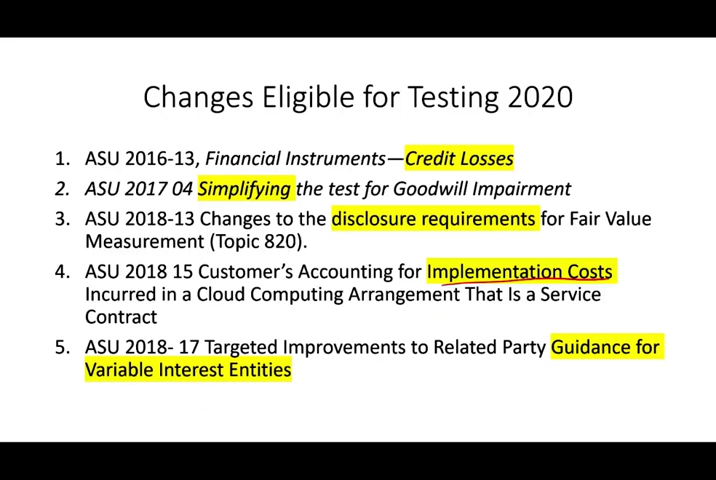 Changes Eligible for Testing 2020
1. ASU 2016-13, Financial Instruments—Credit Losses
2. ASU 2017 04 Simplifying the test for Goodwill Impairment
3. ASU 2018-13 Changes to the disclosure requirements for Fair Value
Measurement (Topic 820).
4. ASU 2018 15 Customer's Accounting for Implementation Costs
Incurred in a Cloud Computing Arrangement That Is a Service
Contract
5. ASU 2018- 17 Targeted Improvements to Related Party Guidance for
Variable Interest Entities